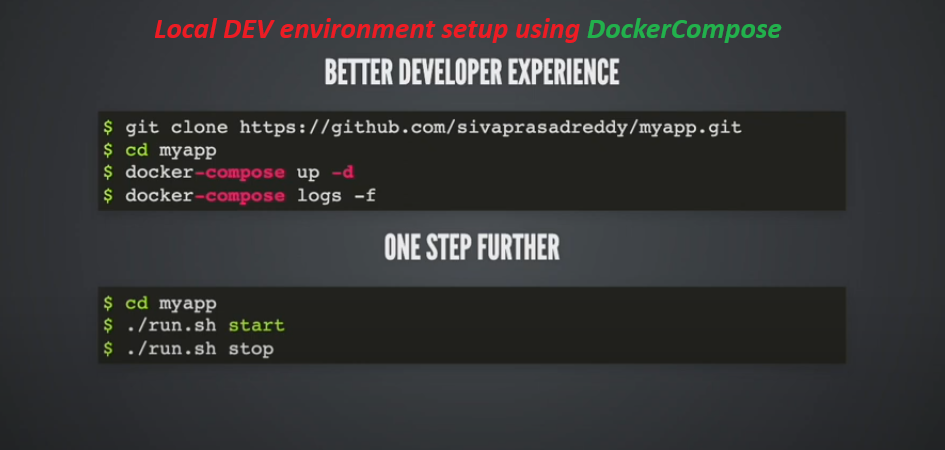 Local DEV environment setup using DockerCompose
BETTER DEVELOPER EXPERIENCE
$ git clone https://github.com/sivaprasadreddy/myapp.git
$ cd myapp
$ docker-compose up -d
$ docker-compose logs -f
ONE STEP FURTHER
$ cd myapp
$ ./run.sh start
$ ./run.sh stop